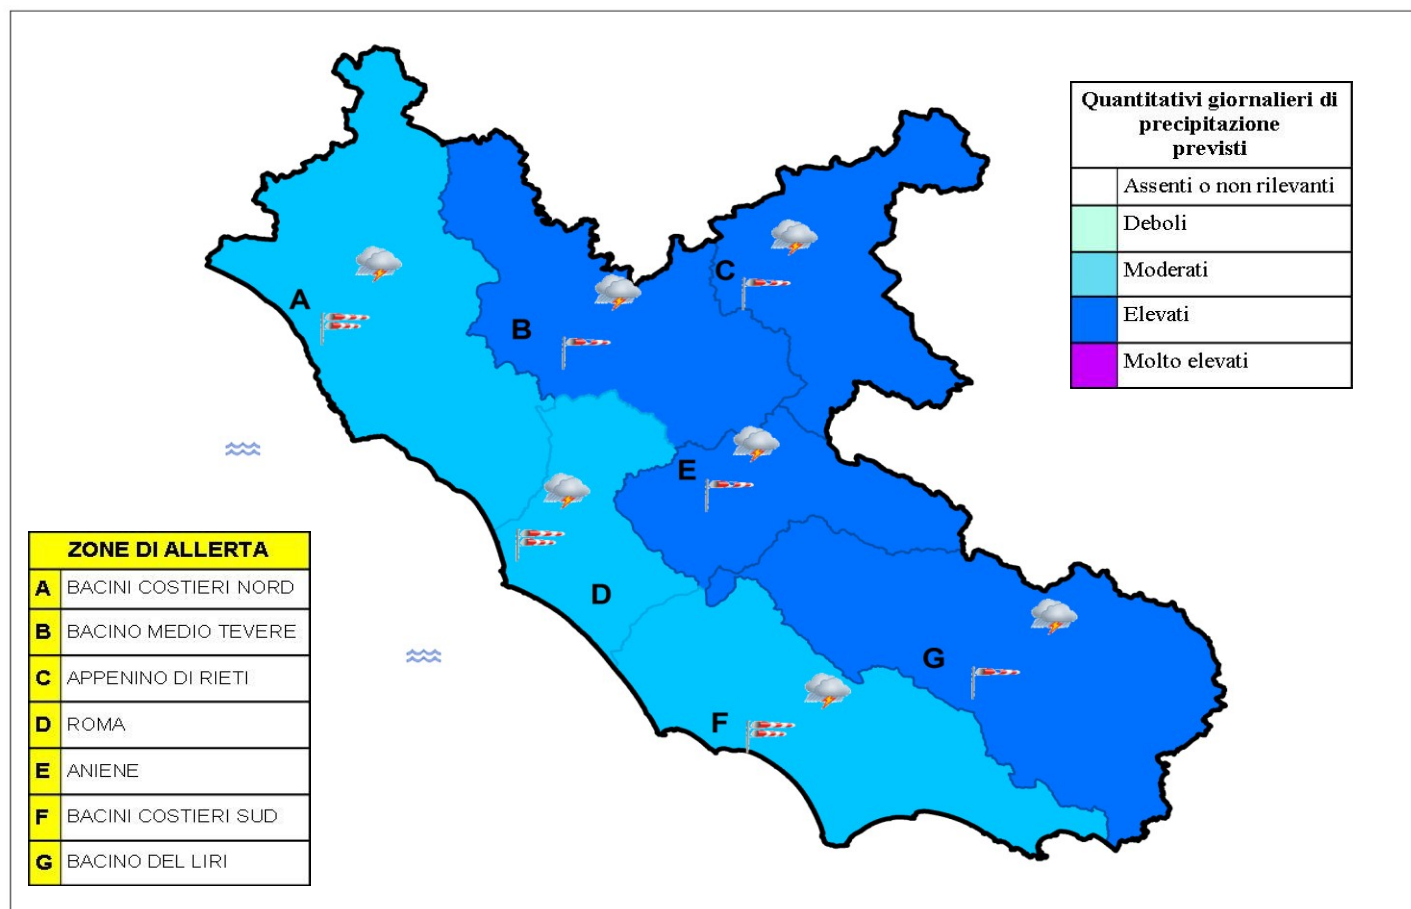 Quantitativi giornalieri di
precipitazione
previsti
Assenti o non rilevanti
Deboli
Moderati
Elevati
Molto elevati
A
B
C
E
D
G
F
ZONE DI ALLERTA
A BACINI COSTIERI NORD
B BACINO MEDIO TEVERE
C APPENINO DI RIETI
D ROMA
E ANIENE
F BACINI COSTIERI SUD
G BACINO DEL LIRI